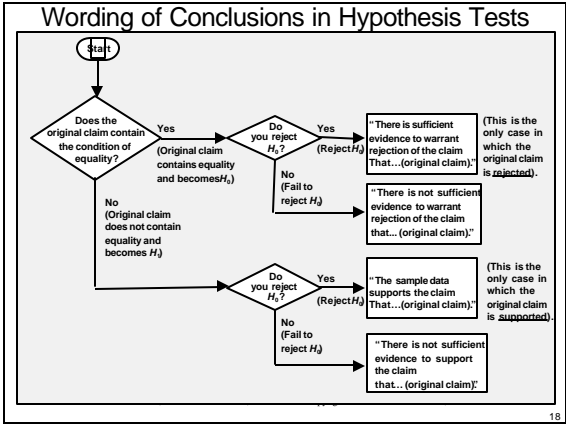 Wording of Conclusions in Hypothesis Tests
Start
Does the
original claim contain
the condition of
equality?
Yes
(Original claim
contains equality
and becomes H₀)
Do
you reject
H₀?
Yes
(Reject H₀)
“There is sufficient
evidence to warrant
rejection of the claim
That…(original claim).”
(This is the
only case in
which the
original claim
is rejected).
No
(Fail to
reject H₀)
“There is not sufficient
evidence to warrant
rejection of the claim
that... (original claim).”
No
(Original claim
does not contain
equality and
becomes H₁)
Do
you reject
H₀?
Yes
(Reject H₀)
“The sample data
supports the claim
That…(original claim).”
(This is the
only case in
which the
original claim
is supported).
No
(Fail to
reject H₀)
“There is not sufficient
evidence to support
the claim
that… (original claim).”
18